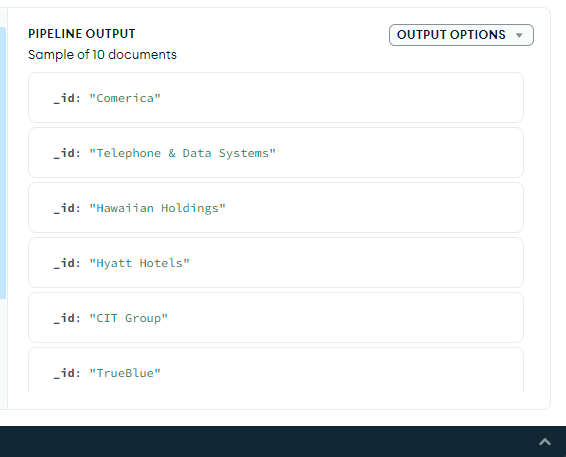 PIPELINE OUTPUT
OUTPUT OPTIONS
Sample of 10 documents
_id: "Comerica"
_id: "Telephone & Data Systems"
_id: "Hawaiian Holdings"
_id: "Hyatt Hotels"
_id: "CIT Group"
_id: "TrueBlue"